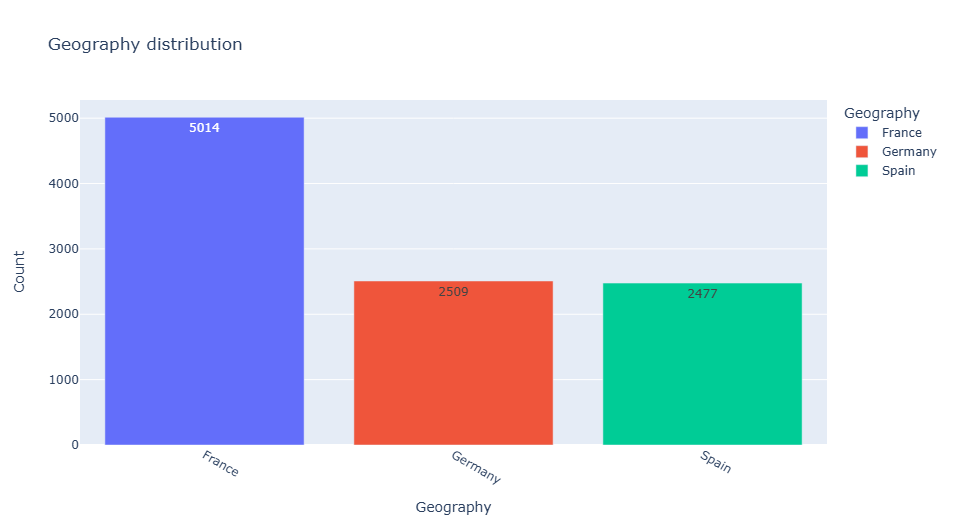 Geography distribution
Geography
France
Germany
Spain
5000
4000
3000
2000
1000
0
Count
5014
2509
2477
France
Germany
Spain
Geography